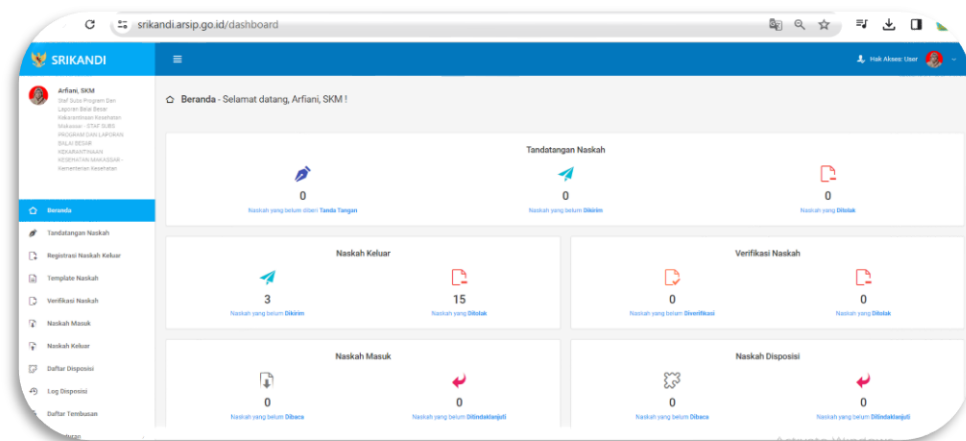 srikandi.arsip.go.id/dashboard
SRIKANDI
Hak Akses: User
Arfiani, SKM
Staf Subs Program Dan
Laporan Balai Besar
Kekarantinaan Kesehatan
Makassar - STAF SUBS
PROGRAM DAN LAPORAN
BALAI BESAR
KEKARANTINAAN
KESEHATAN MAKASSAR -
Kementerian Kesehatan
Beranda
Tandatangan Naskah
Registrasi Naskah Keluar
Template Naskah
Verifikasi Naskah
Naskah Masuk
Naskah Keluar
Daftar Disposisi
Log Disposisi
Daftar Tembusan
Beranda - Selamat datang, Arfiani, SKM !
Tandatangan Naskah
0
Naskah yang belum diberi Tanda Tangan
0
Naskah yang belum Dikirim
0
Naskah yang Ditolak
Naskah Keluar
3
Naskah yang belum Dikirim
15
Naskah yang Ditolak
Verifikasi Naskah
0
Naskah yang belum Diverifikasi
0
Naskah yang Ditolak
Naskah Masuk
0
Naskah yang belum Dibaca
0
Naskah yang belum Ditindaklanjuti
Naskah Disposisi
0
Naskah yang belum Dibaca
0
Naskah yang belum Ditindaklanjuti